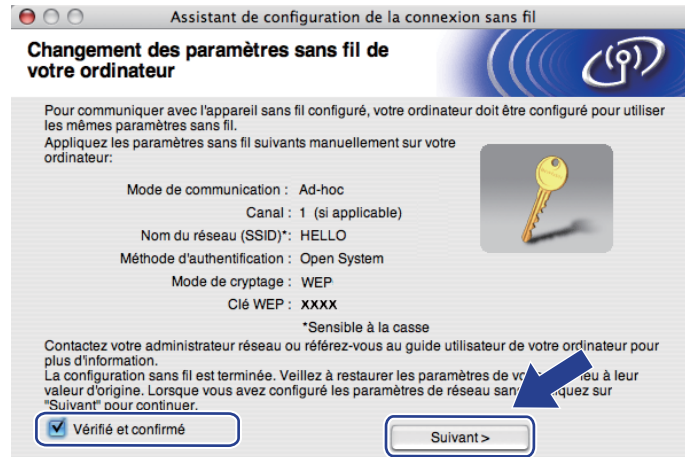 Assistant de configuration de la connexion sans fil
Changement des paramètres sans fil de
votre ordinateur
Pour communiquer avec l'appareil sans fil configuré, votre ordinateur doit être configuré pour utiliser
les mêmes paramètres sans fil.
Appliquez les paramètres sans fil suivants manuellement sur votre
ordinateur:
Mode de communication : Ad-hoc
Canal : 1 (si applicable)
Nom du réseau (SSID)*: HELLO
Méthode d'authentification : Open System
Mode de cryptage : WEP
Clé WEP : XXXX
*Sensible à la casse
Contactez votre administrateur réseau ou référez-vous au guide utilisateur de votre ordinateur pour
plus d'information.
La configuration sans fil est terminée. Veillez à restaurer les paramètres de à leur
valeur d'origine. Lorsque vous avez configuré les paramètres de réseau sans sur
"Suivant" pour continuer.
Vérifié et confirmé
Suivant >